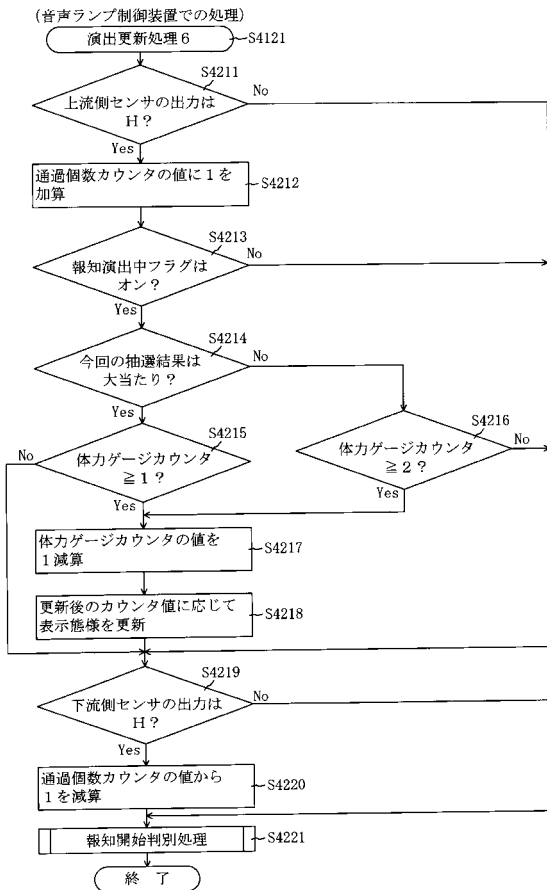 (音声ランプ制御装置での処理)
演出更新処理6
S4121
S4211
上流側センサの出力は
H?
No
Yes
通過個数カウンタの値に1を
加算
S4212
S4213
報知演出中フラグは
オン?
No
Yes
S4214
今回の抽選結果は
大当たり?
No
Yes
S4215
No
体力ゲージカウンタ
≧1?
Yes
S4216
体力ゲージカウンタ
≧2?
No
Yes
体力ゲージカウンタの値を
1減算
S4217
更新後のカウンタ値に応じて
表示態様を更新
S4218
S4219
下流側センサの出力は
H?
No
Yes
通過個数カウンタの値から
1を減算
S4220
報知開始判別処理
S4221
終 了